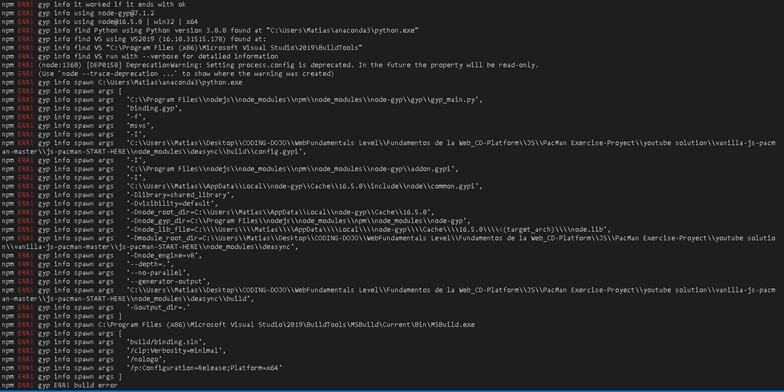 npm ERR! gyp info it worked if it ends with ok
npm ERR! gyp info using node-gyp@7.1.2
npm ERR! gyp info using node@16.5.0 | win32 | x64
npm ERR! gyp info find Python using Python version 3.8.8 found at "C:\Users\Matias\anaconda3\python.exe"
npm ERR! gyp info find VS using VS2019 (16.10.31515.178) found at:
npm ERR! gyp info find VS "C:\Program Files (x86)\Microsoft Visual Studio\2019\BuildTools"
npm ERR! gyp info find VS run with --verbose for detailed information
npm ERR! (node:1368) [DEP0150] DeprecationWarning: Setting process.config is deprecated. In the future the property will be read-only.
npm ERR! (Use `node --trace-deprecation ...` to show where the warning was created)
npm ERR! gyp info spawn C:\Users\Matias\anaconda3\python.exe
npm ERR! gyp info spawn args [
npm ERR! gyp info spawn args   'C:\\Program Files\\nodejs\\node_modules\\npm\\node_modules\\node-gyp\\gyp\\gyp_main.py',
npm ERR! gyp info spawn args   'binding.gyp',
npm ERR! gyp info spawn args   '-f',
npm ERR! gyp info spawn args   'msvs',
npm ERR! gyp info spawn args   '-I',
npm ERR! gyp info spawn args   'C:\\Users\\Matias\\Desktop\\CODING-DOJO\\WebFundamentals Level\\Fundamentos de la Web_CD-Platform\\JS\\PacMan Exercise-Proyect\\youtube solution\\vanilla-js-pacm
an-master\\js-pacman-START-HERE\\node_modules\\deasync\\build\\config.gypi',
npm ERR! gyp info spawn args   '-I',
npm ERR! gyp info spawn args   'C:\\Program Files\\nodejs\\node_modules\\npm\\node_modules\\node-gyp\\addon.gypi',
npm ERR! gyp info spawn args   '-I',
npm ERR! gyp info spawn args   'C:\\Users\\Matias\\AppData\\Local\\node-gyp\\Cache\\16.5.0\\include\\node\\common.gypi',
npm ERR! gyp info spawn args   '-Dlibrary=shared_library',
npm ERR! gyp info spawn args   '-Dvisibility=default',
npm ERR! gyp info spawn args   '-Dnode_root_dir=C:\\Users\\Matias\\AppData\\Local\\node-gyp\\Cache\\16.5.0',
npm ERR! gyp info spawn args   '-Dnode_gyp_dir=C:\\Program Files\\nodejs\\node_modules\\npm\\node_modules\\node-gyp',
npm ERR! gyp info spawn args   '-Dnode_lib_file=C:\\\\Users\\\\Matias\\\\AppData\\\\Local\\\\node-gyp\\\\Cache\\\\16.5.0\\\\<(target_arch)\\\\node.lib',
npm ERR! gyp info spawn args   '-Dmodule_root_dir=C:\\Users\\Matias\\Desktop\\CODING-DOJO\\WebFundamentals Level\\Fundamentos de la Web_CD-Platform\\JS\\PacMan Exercise-Proyect\\youtube soluti
on\\vanilla-js-pacman-master\\js-pacman-START-HERE\\node_modules\\deasync',
npm ERR! gyp info spawn args   '-Dnode_engine=v8',
npm ERR! gyp info spawn args   '--depth=.',
npm ERR! gyp info spawn args   '--no-parallel',
npm ERR! gyp info spawn args   '--generator-output',
npm ERR! gyp info spawn args   'C:\\Users\\Matias\\Desktop\\CODING-DOJO\\WebFundamentals Level\\Fundamentos de la Web_CD-Platform\\JS\\PacMan Exercise-Proyect\\youtube solution\\vanilla-js-pacm
an-master\\js-pacman-START-HERE\\node_modules\\deasync\\build',
npm ERR! gyp info spawn args   '-Goutput_dir=.'
npm ERR! gyp info spawn args ]
npm ERR! gyp info spawn C:\Program Files (x86)\Microsoft Visual Studio\2019\BuildTools\MSBuild\Current\Bin\MSBuild.exe
npm ERR! gyp info spawn args [
npm ERR! gyp info spawn args   'build/binding.sln',
npm ERR! gyp info spawn args   '/clp:Verbosity=minimal',
npm ERR! gyp info spawn args   '/nologo',
npm ERR! gyp info spawn args   '/p:Configuration=Release;Platform=x64'
npm ERR! gyp info spawn args ]
npm ERR! gyp ERR! build error